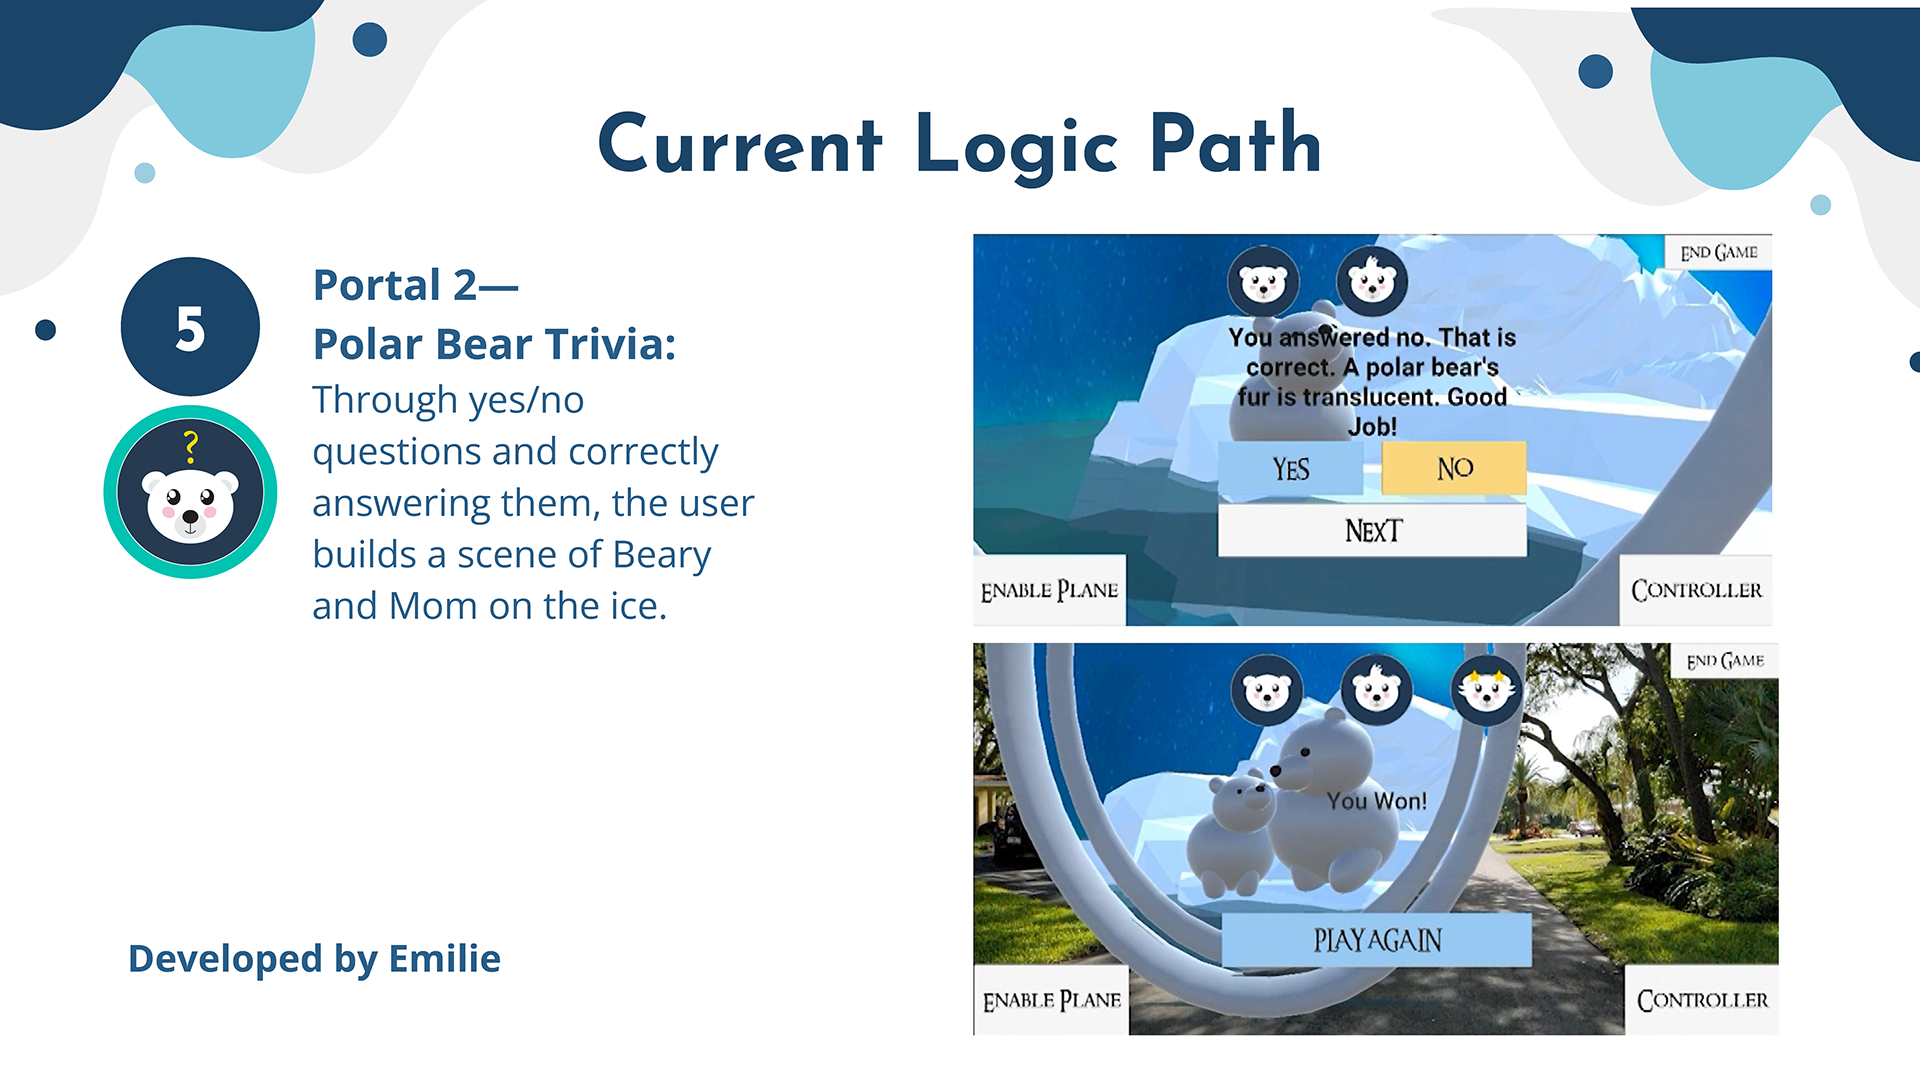 Current Logic Path
5
Portal 2—
Polar Bear Trivia:
Through yes/no
questions and correctly
answering them, the user
builds a scene of Beary
and Mom on the ice.
?
Developed by Emilie
END GAME
You answered no. That is
correct. A polar bear's
fur is translucent. Good
Job!
YES
NO
NEXT
ENABLE PLANE
CONTROLLER
END GAME
You Won!
PLAY AGAIN
ENABLE PLANE
CONTROLLER